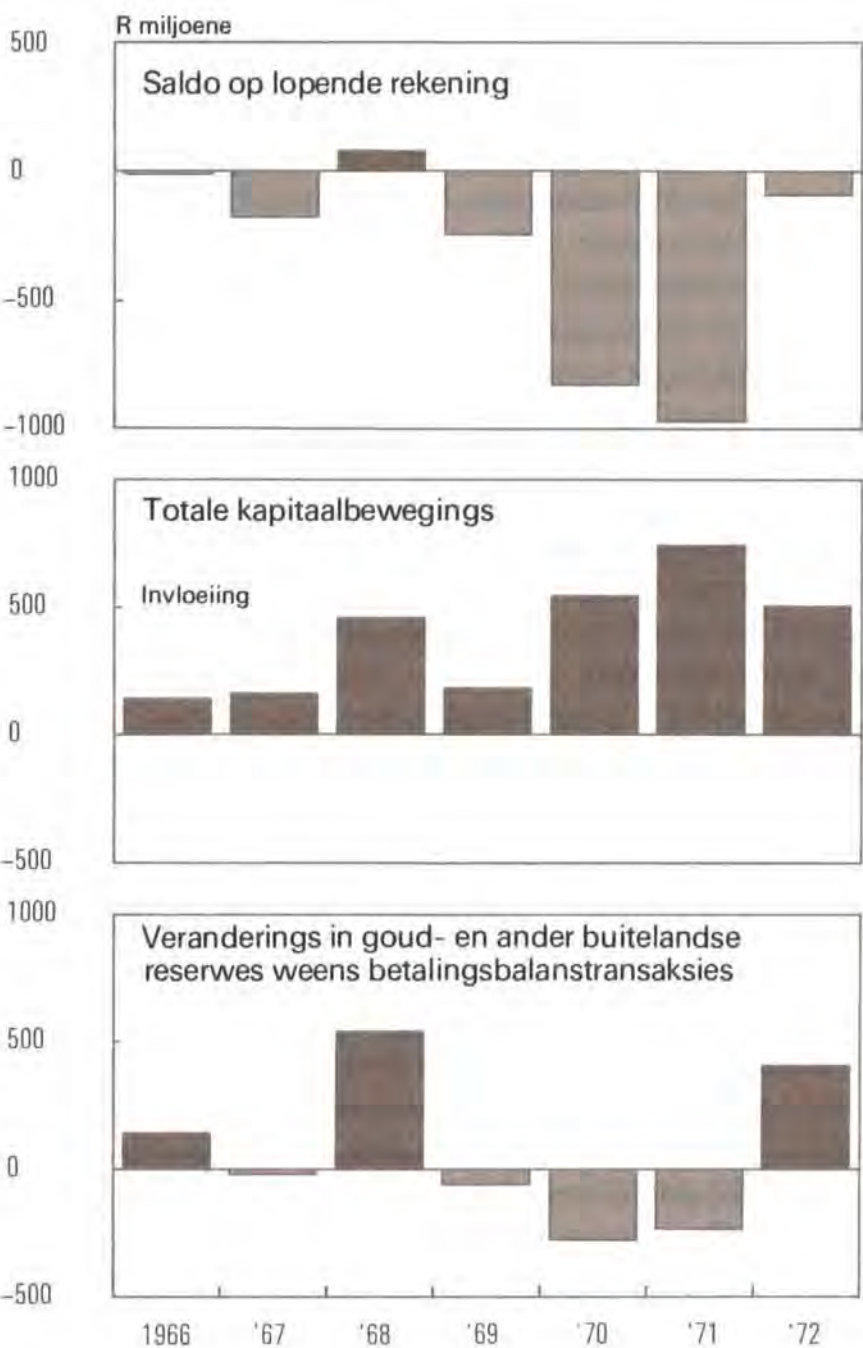 R miljoene
500
Saldo op lopende rekening
0
−500
−1000
1000
Totale kapitaalbewegings
500
Invloeiing
0
−500
1000
Veranderings in goud- en ander buitelandse
reserwes weens betalingsbalanstransaksies
500
0
−500
1966 '67 '68 '69 '70 '71 '72